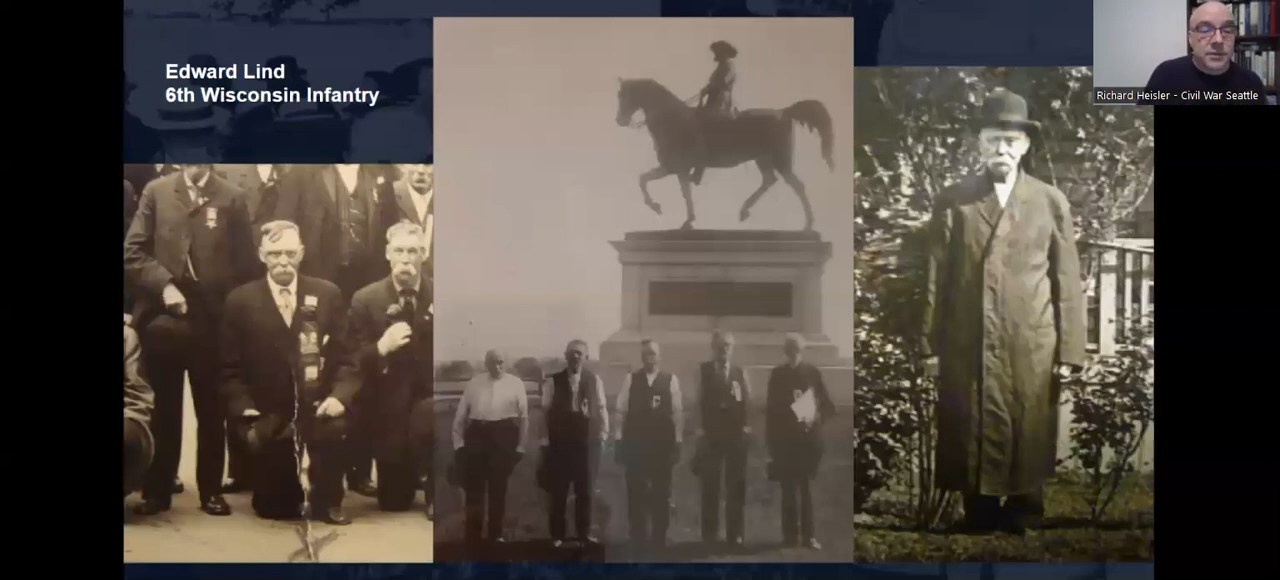 Edward Lind
6th Wisconsin Infantry
Richard Heisler - Civil War Seattle